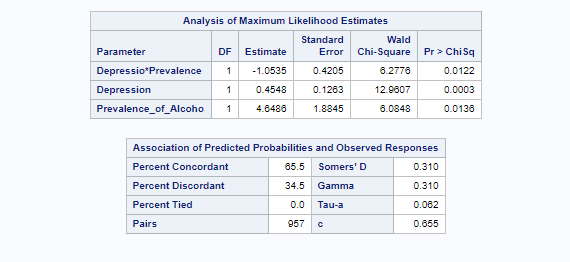 Analysis of Maximum Likelihood Estimates
Parameter DF Estimate Standard Error Wald Chi-Square Pr > ChiSq
Depressio*Prevalence 1 -1.0535 0.4205 6.2776 0.0122
Depression 1 0.4548 0.1263 12.9607 0.0003
Prevalence_of_Alcoho 1 4.6486 1.8845 6.0848 0.0136
Association of Predicted Probabilities and Observed Responses
Percent Concordant 65.5 Somers' D 0.310
Percent Discordant 34.5 Gamma 0.310
Percent Tied 0.0 Tau-a 0.062
Pairs 957 c 0.655